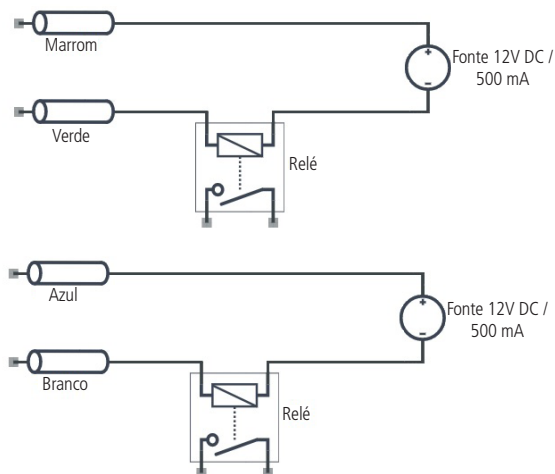 Marrom
+
Fonte 12V DC /
500 mA
-
Verde
Relé
Azul
+
Fonte 12V DC /
500 mA
-
Branco
Relé